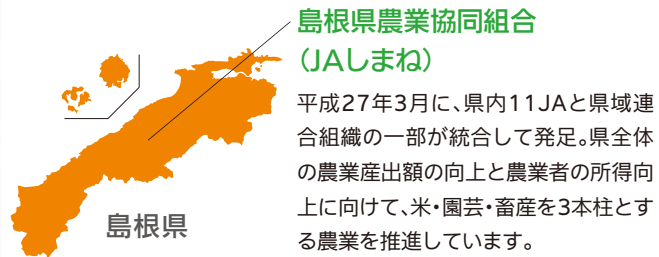 島根県農業協同組合
（JAしまね）
平成27年3月に、県内11JAと県域連
合組織の一部が統合して発足。県全体
の農業産出額の向上と農業者の所得向
上に向けて、米・園芸・畜産を3本柱とす
る農業を推進しています。
島根県